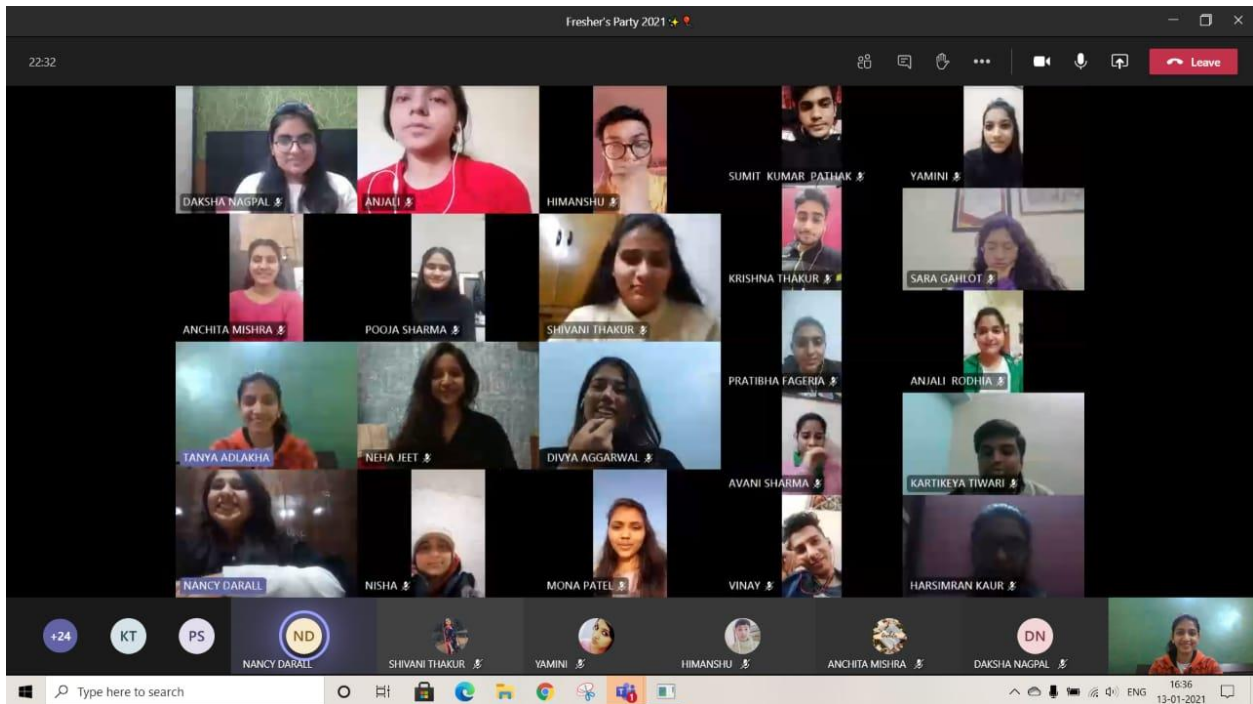 Fresher's Party 2021
22:32
Leave
DAKSHA NAGPAL
ANJALI
HIMANSHU
SUMIT KUMAR PATHAK
YAMINI
KRISHNA THAKUR
SARA GAHLOT
ANCHITA MISHRA
POOJA SHARMA
SHIVANI THAKUR
PRATIBHA FAGERIA
ANJALI RODHIA
TANYA ADLAKHA
NEHA JEET
DIVYA AGGARWAL
AVANI SHARMA
KARTIKEYA TIWARI
NANCY DARALL
NISHA
MONA PATEL
VINAY
HARSIMRAN KAUR
+24
KT
PS
ND
DN
NANCY DARALL
SHIVANI THAKUR
YAMINI
HIMANSHU
ANCHITA MISHRA
DAKSHA NAGPAL
Type here to search
ENG
16:36
13-01-2021